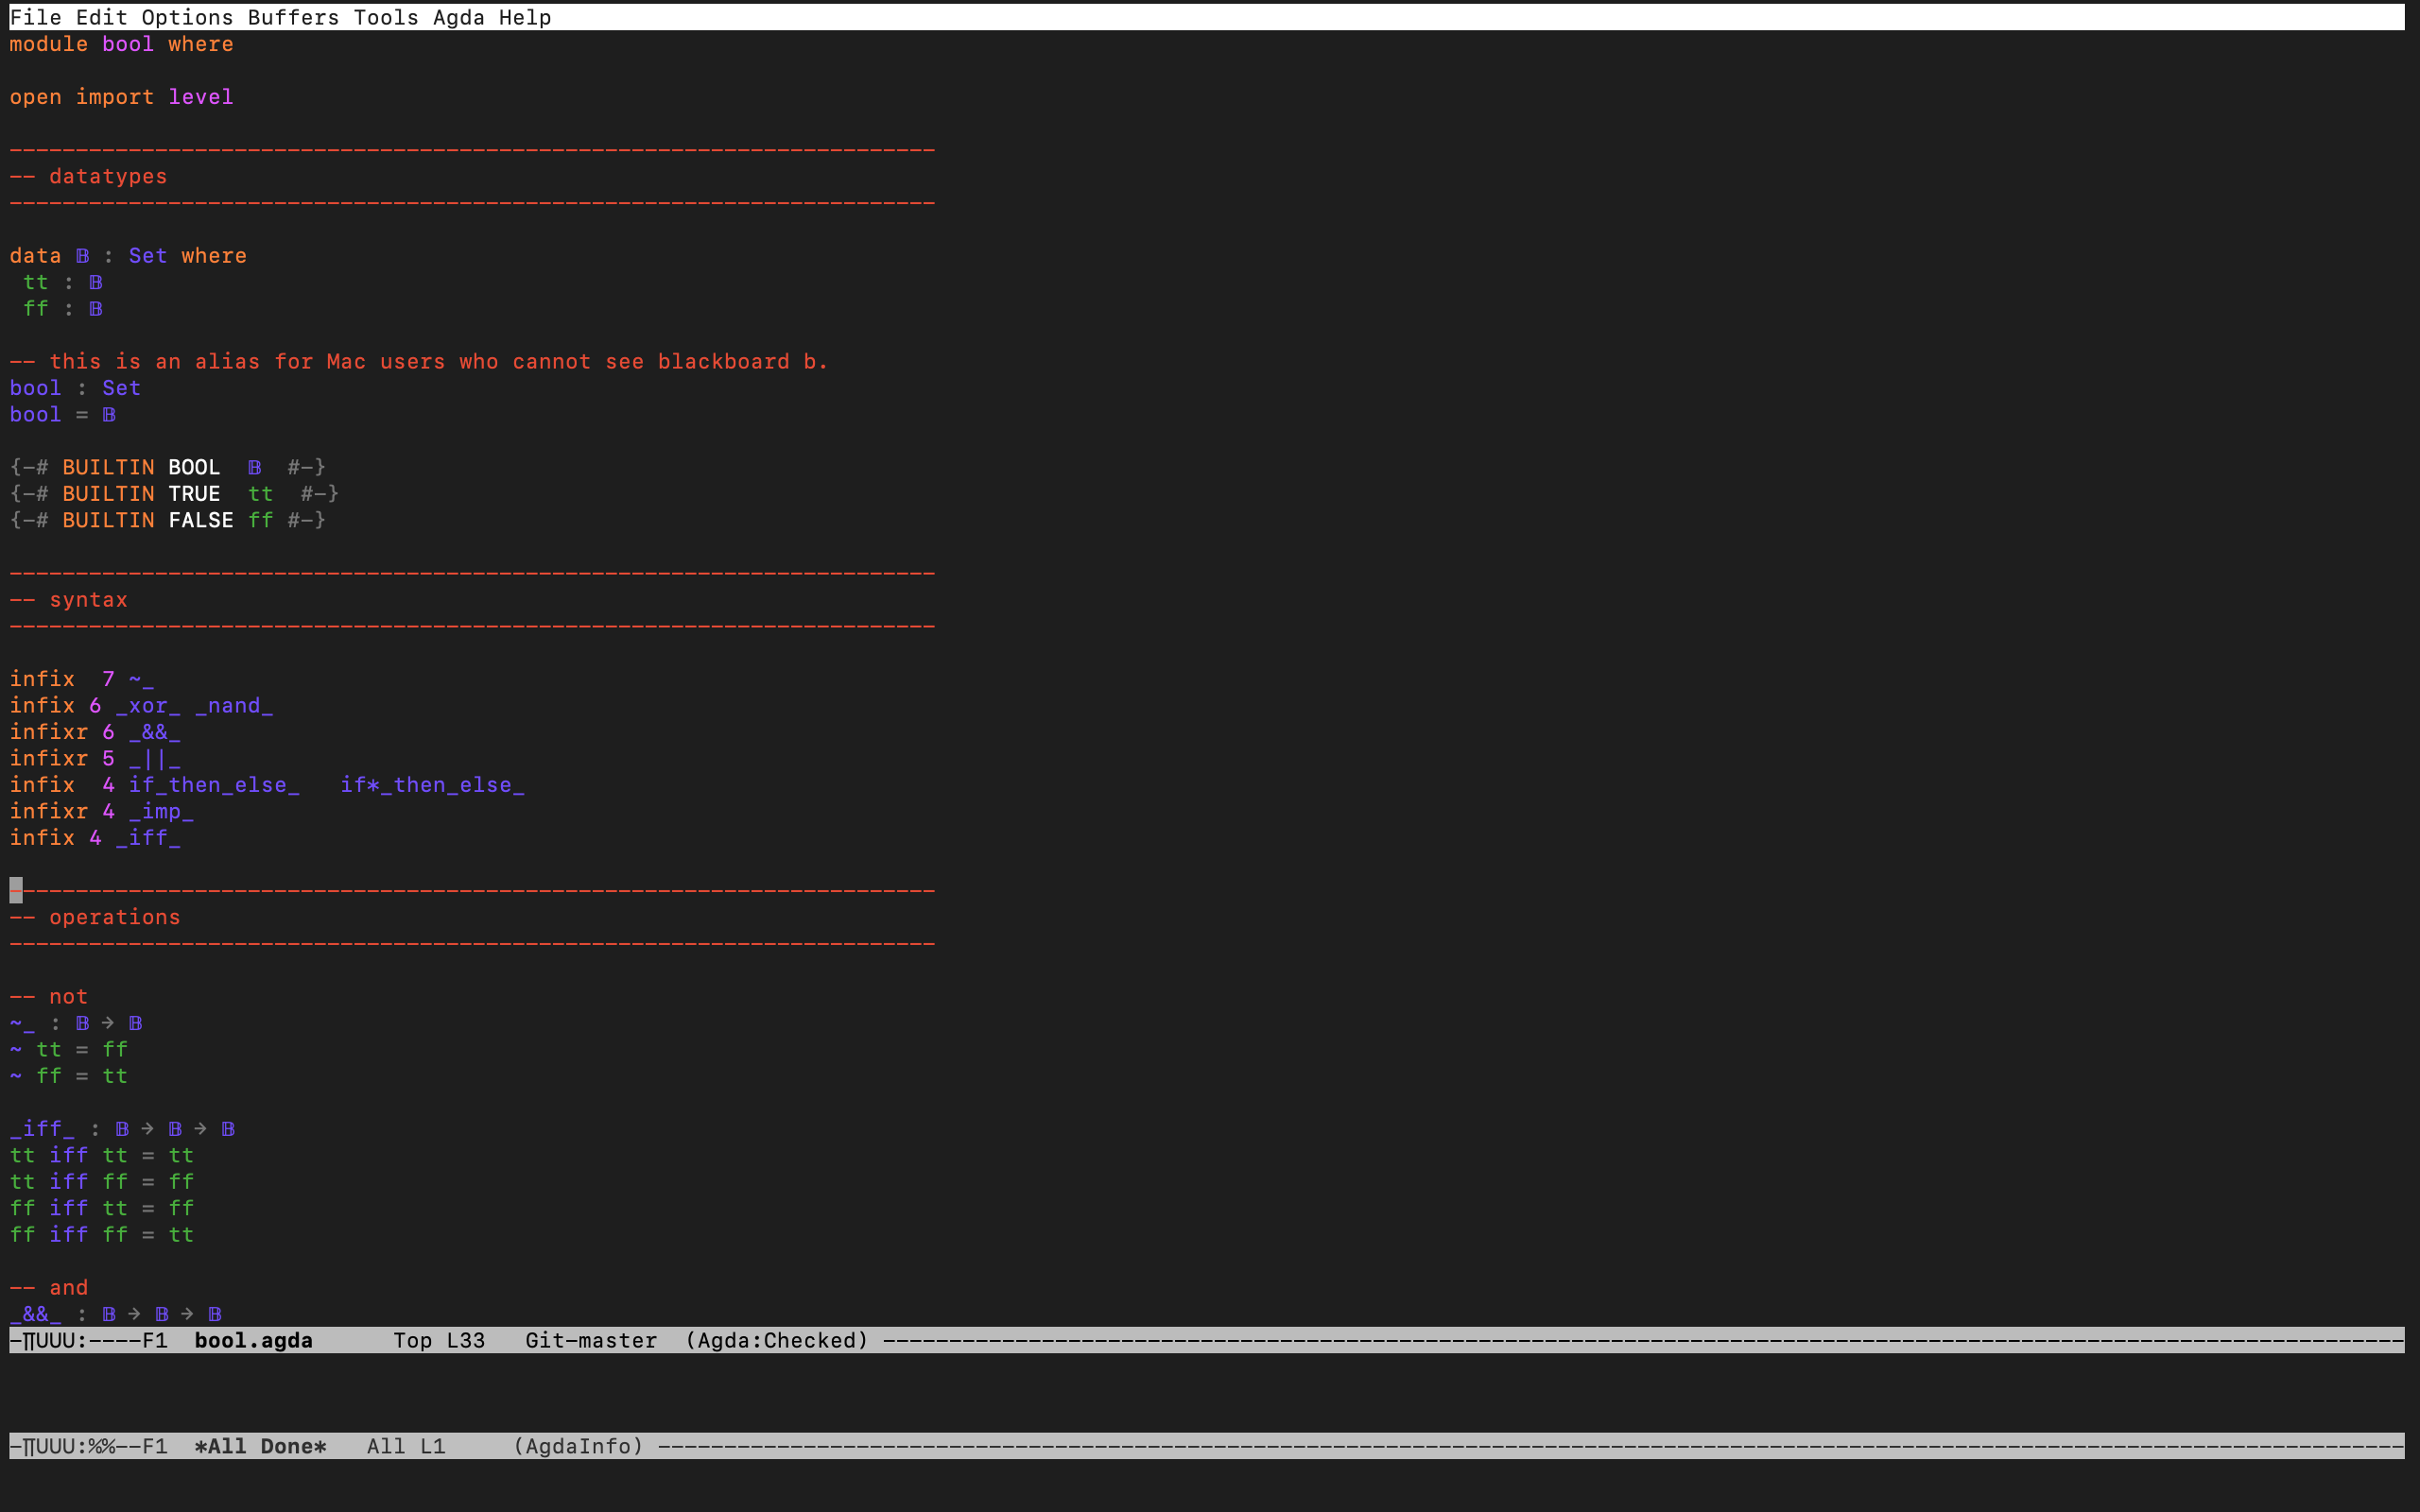 File Edit Options Buffers Tools Agda Help
module bool where
open import level
----------------------------------------------------------------------
-- datatypes
----------------------------------------------------------------------
data 𝔹 : Set where
 tt : 𝔹
 ff : 𝔹
-- this is an alias for Mac users who cannot see blackboard b.
bool : Set
bool = 𝔹
{-# BUILTIN BOOL  𝔹  #-}
{-# BUILTIN TRUE  tt  #-}
{-# BUILTIN FALSE ff #-}
----------------------------------------------------------------------
-- syntax
----------------------------------------------------------------------
infix  7 ~_
infix 6 _xor_ _nand_
infixr 6 _&&_
infixr 5 _||_
infix  4 if_then_else_   if*_then_else_
infixr 4 _imp_
infix 4 _iff_
----------------------------------------------------------------------
-- operations
----------------------------------------------------------------------
-- not
~_ : 𝔹 → 𝔹
~ tt = ff
~ ff = tt
_iff_ : 𝔹 → 𝔹 → 𝔹
tt iff tt = tt
tt iff ff = ff
ff iff tt = ff
ff iff ff = tt
-- and
_&&_ : 𝔹 → 𝔹 → 𝔹
-∏UUU:----F1  bool.agda      Top L33   Git-master  (Agda:Checked) ----------
-∏UUU:%%--F1  *All Done*   All L1     (AgdaInfo) ----------